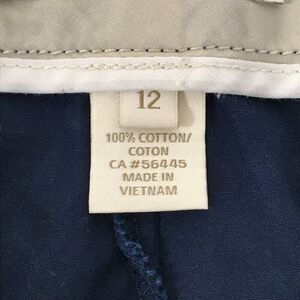 12
100% COTTON/
COTON
CA #56445
MADE IN
VIETNAM